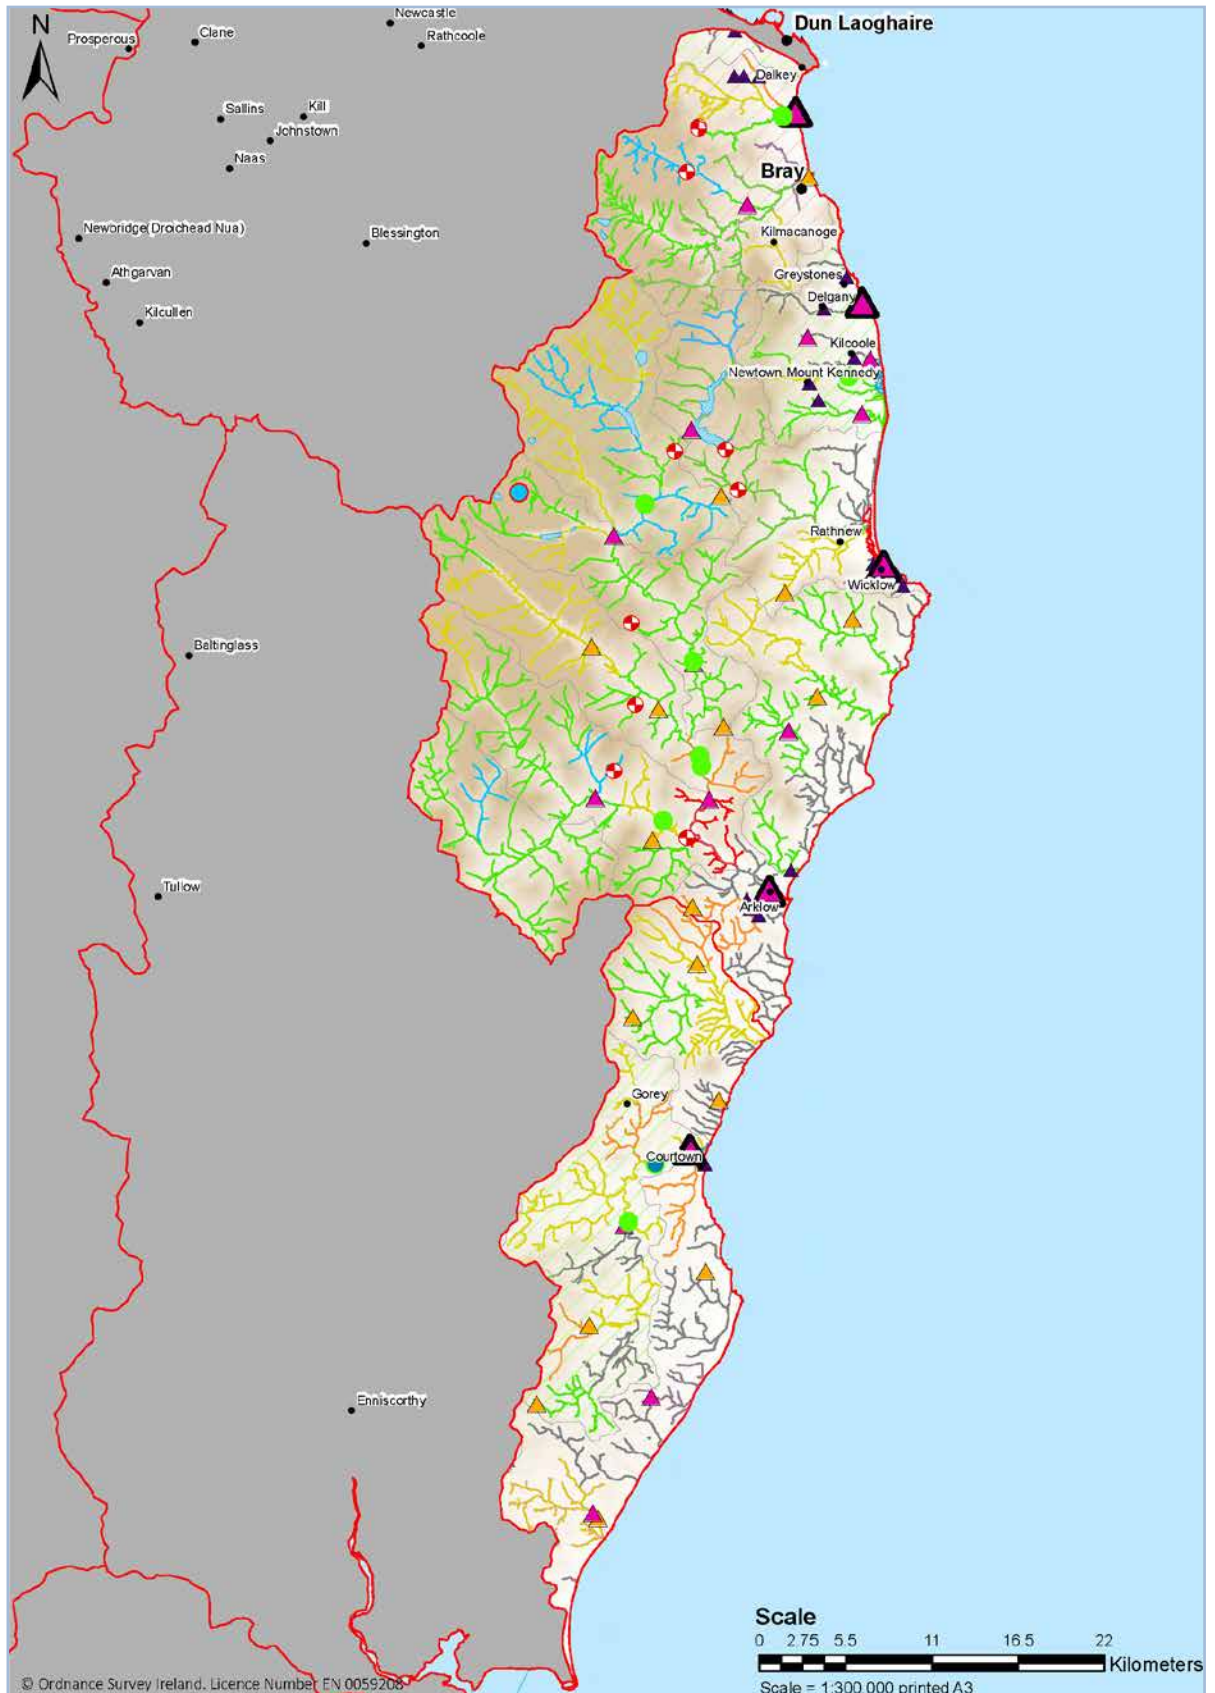 N
Newcastle
Dun Laoghaire
Prosperous
Clane
Rathcoole
Dalkey
Sallins
Kill
Johnstown
Naas
Bray
Newbridge(Droichead Nua)
Blessington
Kilmacanoge
Athgarvan
Greystones
Delgany
Kilcullen
Kilcoole
Newtown Mount Kennedy
Rathnew
Wicklow
Baltinglass
Tullow
Arklow
Gorey
Courtown
Enniscorthy
Scale
0 2.75 5.5 11 16.5 22
Kilometers
Scale = 1:300 000 printed A3
© Ordnance Survey Ireland. Licence Number EN 0059208